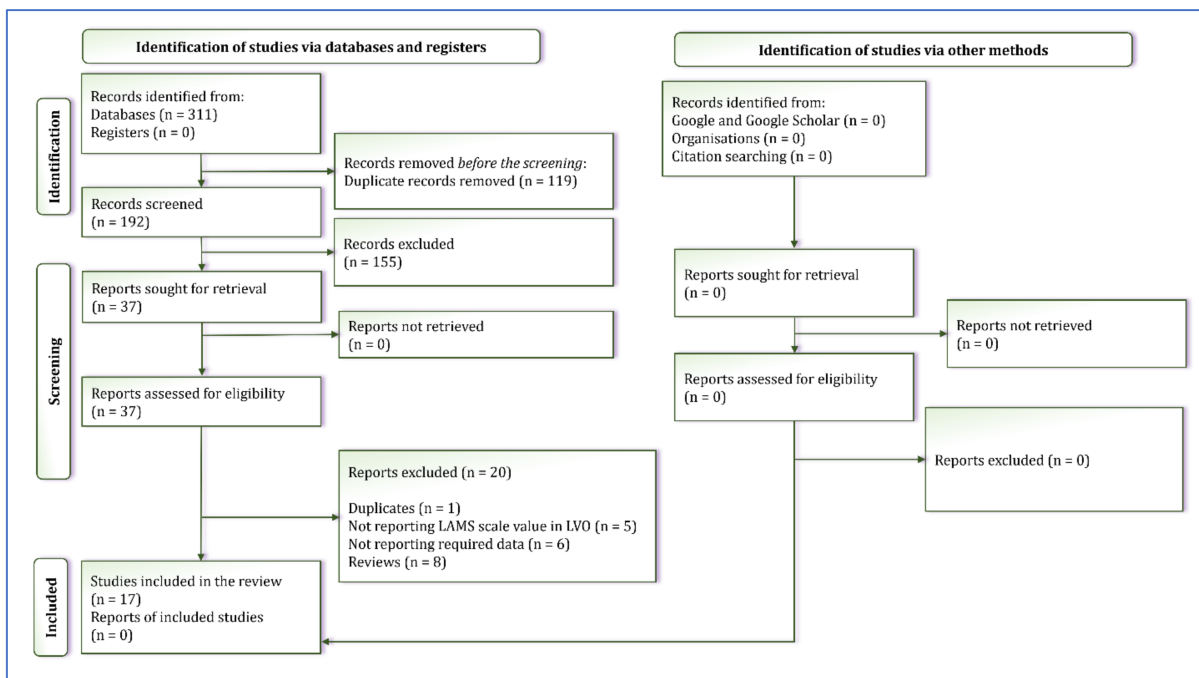 Identification of studies via databases and registers
Identification of studies via other methods
Identification
Records identified from:
Databases (n = 311)
Registers (n = 0)
Records removed before the screening:
Duplicate records removed (n = 119)
Records screened
(n = 192)
Records excluded
(n = 155)
Screening
Reports sought for retrieval
(n = 37)
Reports not retrieved
(n = 0)
Reports assessed for eligibility
(n = 37)
Reports excluded (n = 20)
Duplicates (n = 1)
Not reporting LAMS scale value in LVO (n = 5)
Not reporting required data (n = 6)
Reviews (n = 8)
Included
Studies included in the review
(n = 17)
Reports of included studies
(n = 0)
Records identified from:
Google and Google Scholar (n = 0)
Organisations (n = 0)
Citation searching (n = 0)
Reports sought for retrieval
(n = 0)
Reports not retrieved
(n = 0)
Reports assessed for eligibility
(n = 0)
Reports excluded (n = 0)